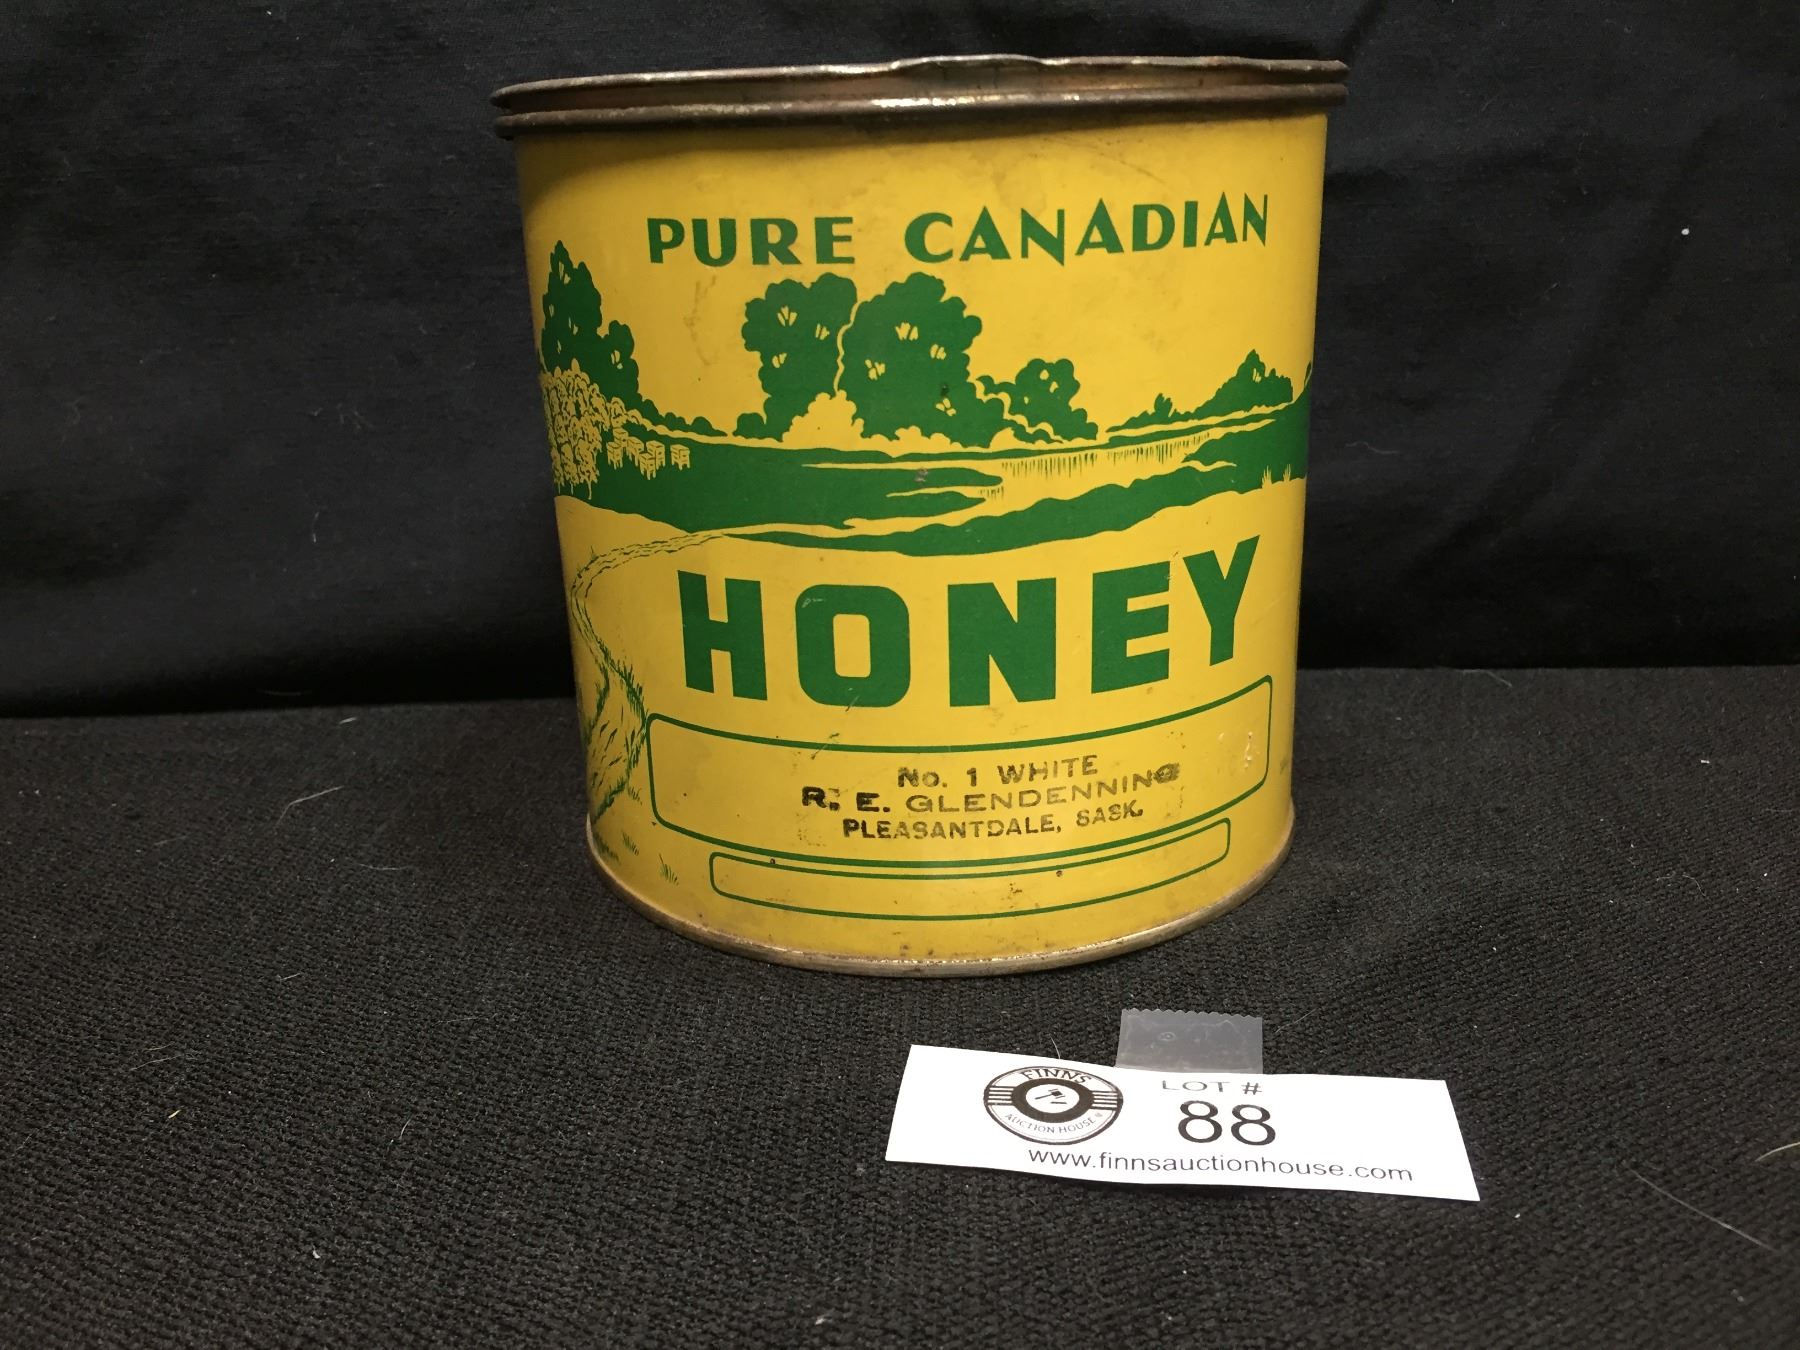 PURE CANADIAN
HONEY
No. 1 WHITE
R. E. GLENDENNING
PLEASANTDALE, SASK.
FINNS
AUCTION HOUSE
LOT #
88
www.finnsauctionhouse.com